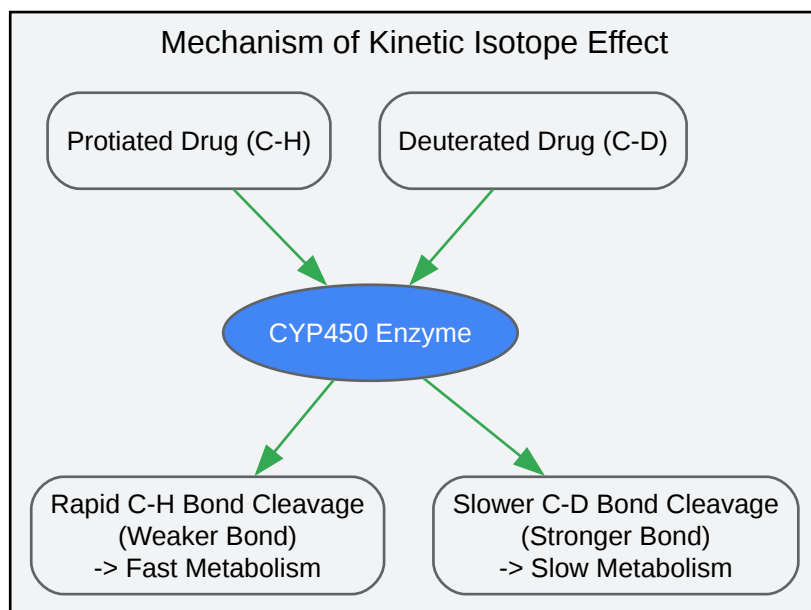 Mechanism of Kinetic Isotope Effect
Protiated Drug (C-H)
Deuterated Drug (C-D)
CYP450 Enzyme
Rapid C-H Bond Cleavage
(Weaker Bond)
-> Fast Metabolism
Slower C-D Bond Cleavage
(Stronger Bond)
-> Slow Metabolism